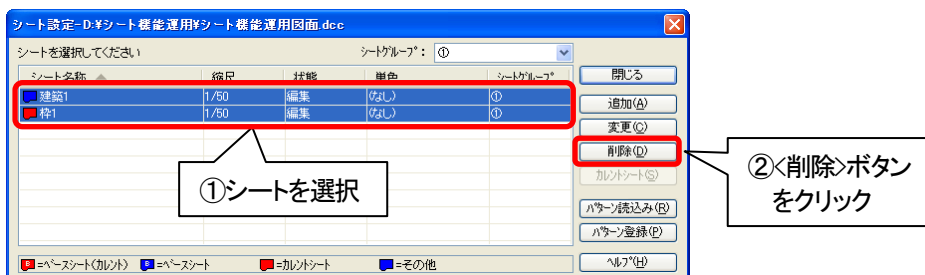 シート設定-D:¥シート機能運用¥シート機能運用図面.dcc
シートを選択してください
シートグループ: ①
シート名称 縮尺 状態 単色 シートグループ
建築1 1/50 編集 (なし) ①
枠1 1/50 編集 (なし) ①
閉じる
追加(A)
変更(C)
削除(D)
カレントシート(S)
パターン読込み(R)
パターン登録(P)
ヘルプ(H)
①シートを選択
②<削除>ボタン
をクリック
B=ベースシート(カレント) B=ベースシート =カレントシート =その他